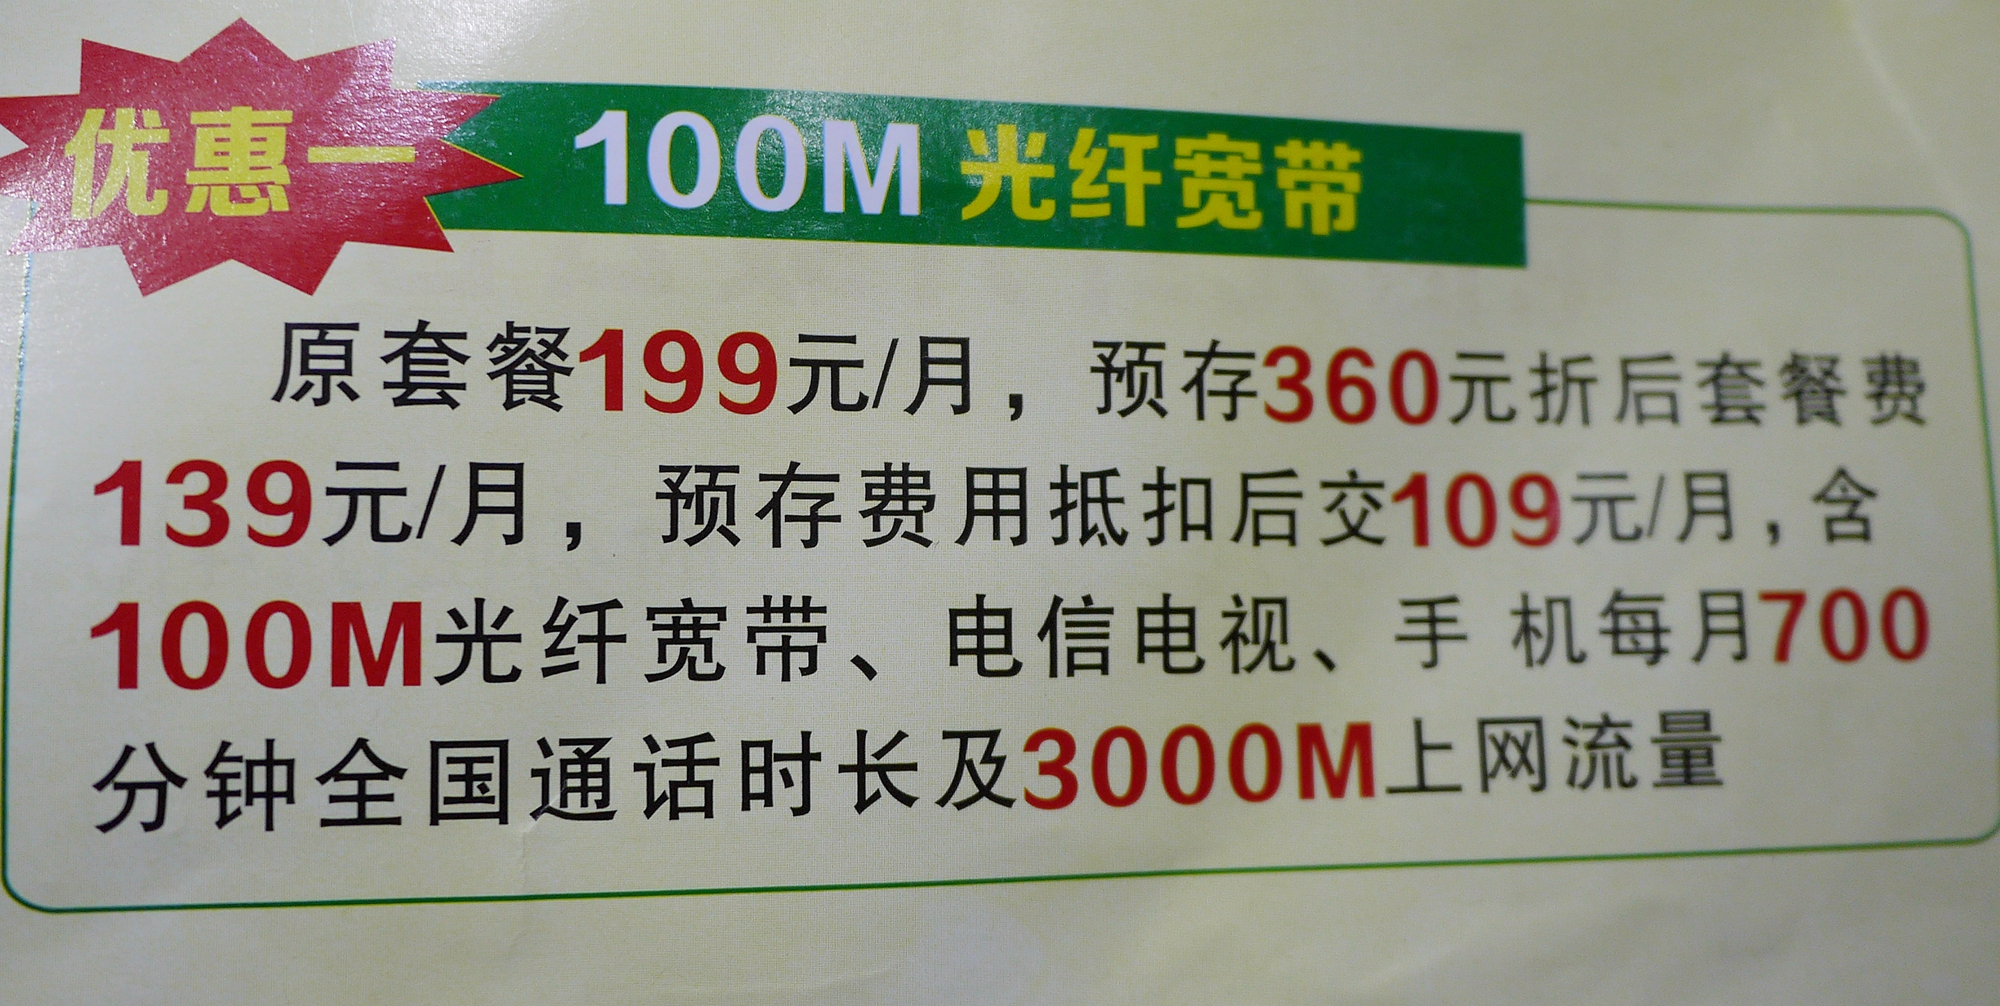 优惠一
100M 光纤宽带
原套餐199元/月，预存360元折后套餐费
139元/月，预存费用抵扣后交109元/月，含
100M光纤宽带、电信电视、手 机每月700
分钟全国通话时长及3000M上网流量